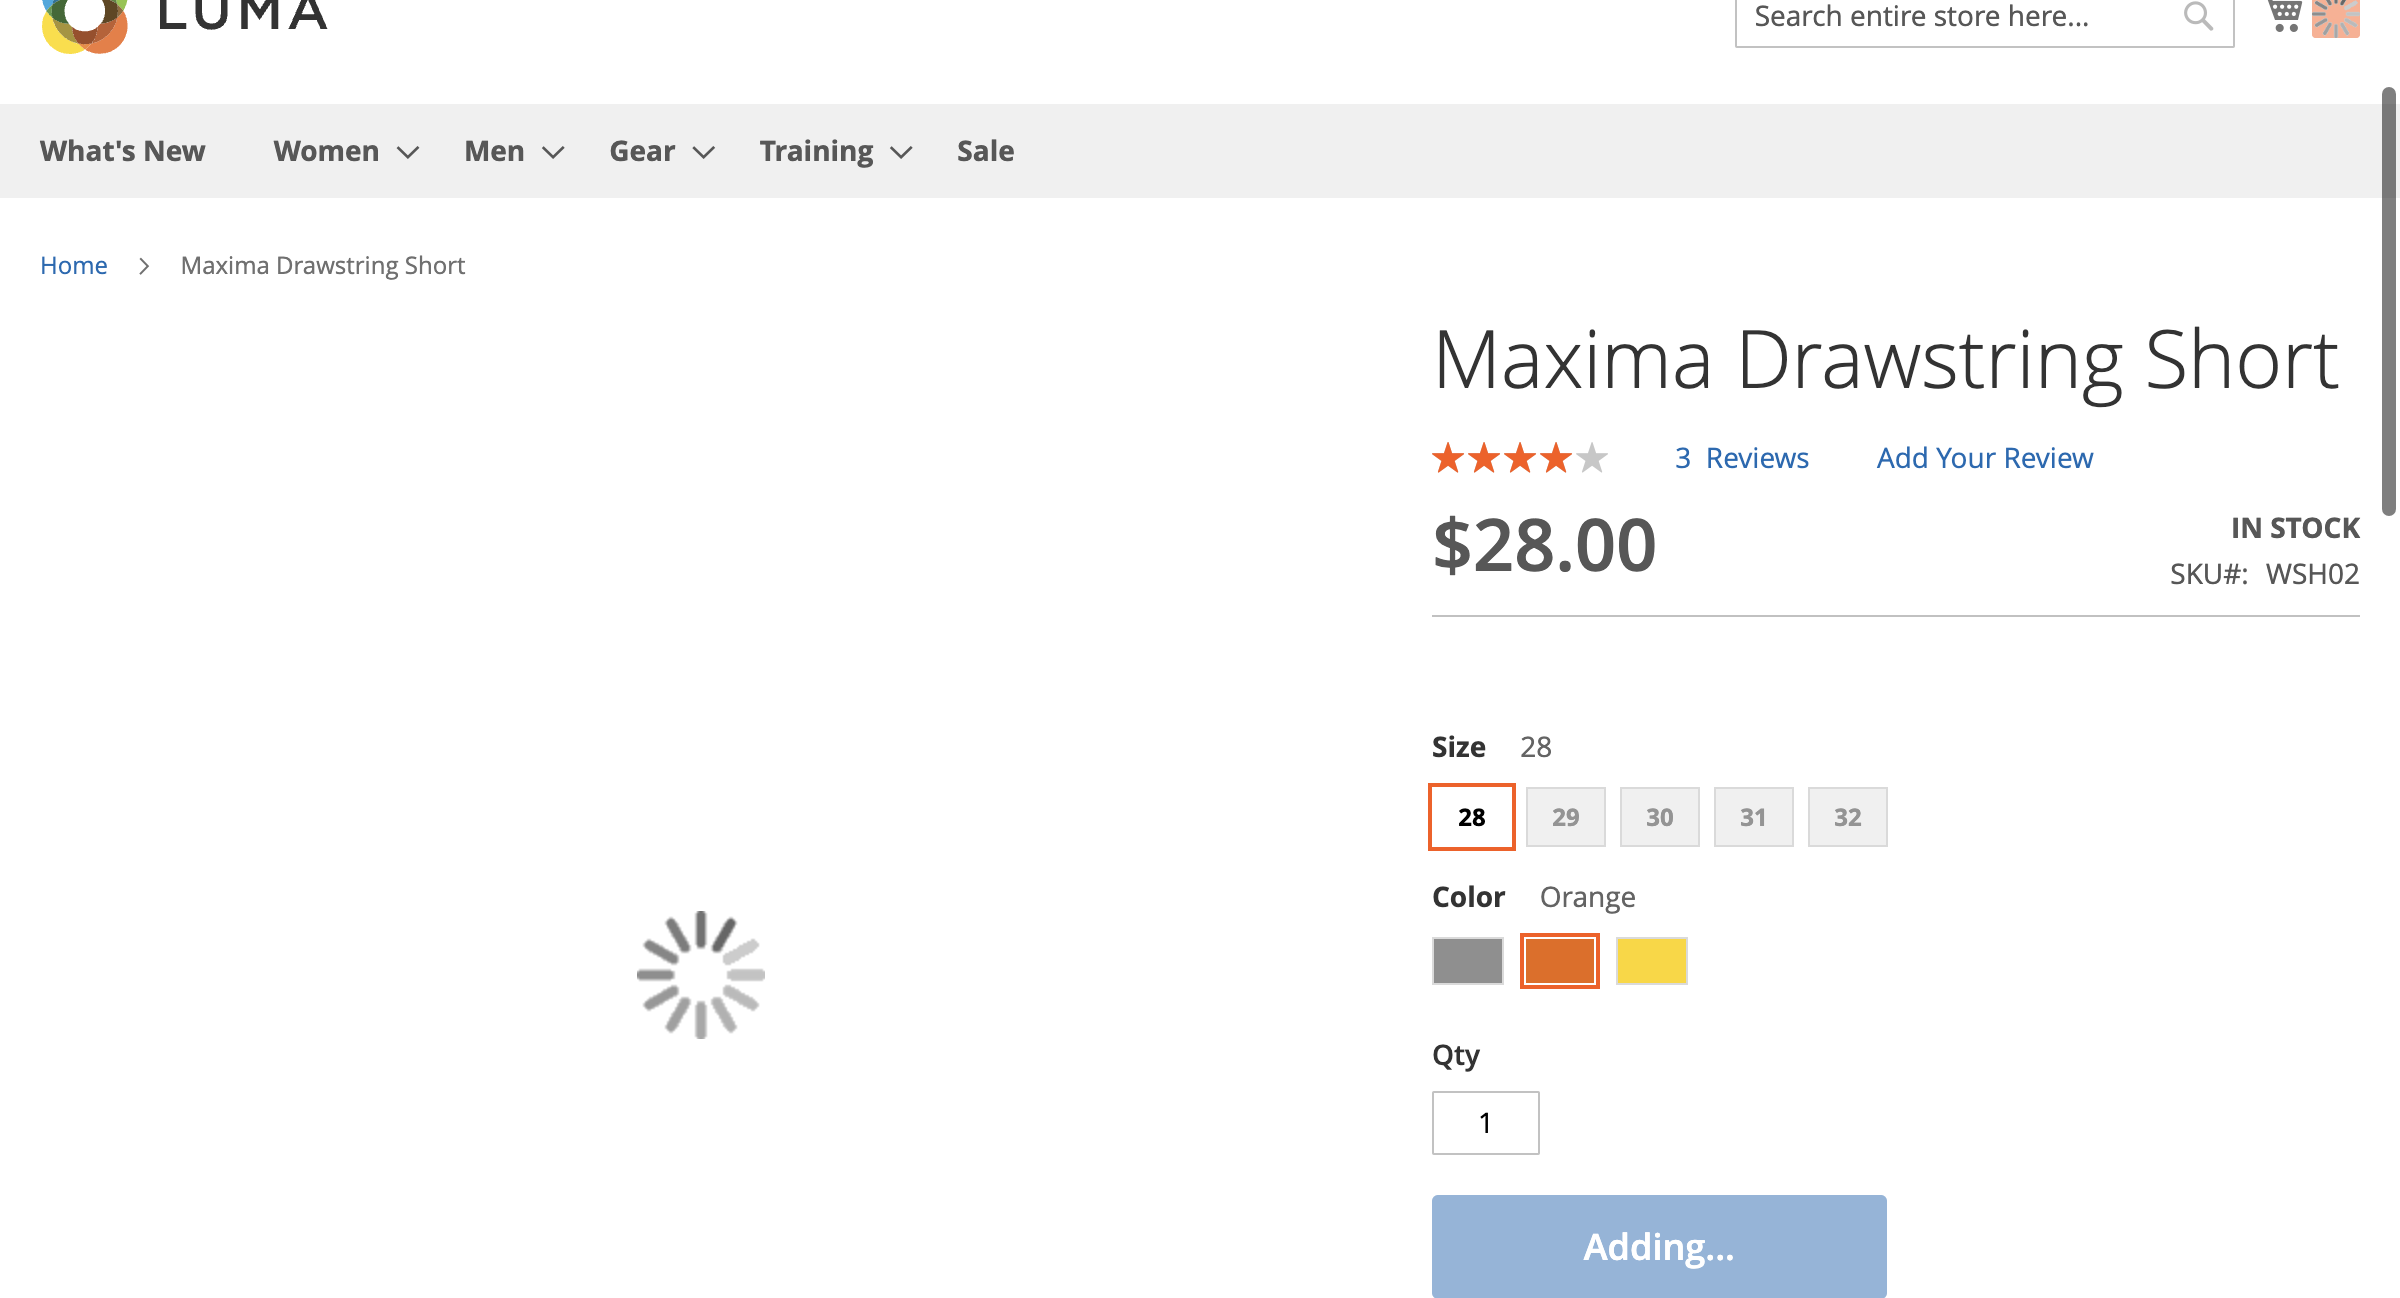 LUMA
Search entire store here...
What's New Women Men Gear Training Sale
Home Maxima Drawstring Short
Maxima Drawstring Short
3 Reviews Add Your Review
$28.00
IN STOCK
SKU#: WSH02
Size 28
28 29 30 31 32
Color Orange
Qty
1
Adding...